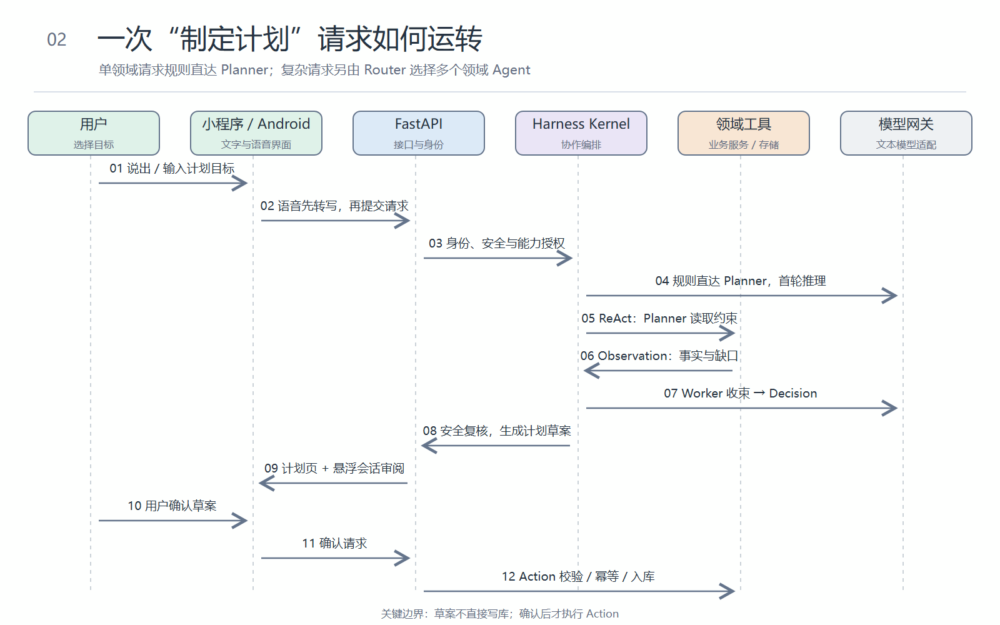 02
一次“制定计划”请求如何运转
单领域请求规则直达 Planner；复杂请求另由 Router 选择多个领域 Agent
用户
选择目标
小程序 / Android
文字与语音界面
FastAPI
接口与身份
Harness Kernel
协作编排
领域工具
业务服务 / 存储
模型网关
文本模型适配
01 说出 / 输入计划目标
02 语音先转写，再提交请求
03 身份、安全与能力授权
04 规则直达 Planner，首轮推理
05 ReAct：Planner 读取约束
06 Observation：事实与缺口
07 Worker 收束 → Decision
08 安全复核，生成计划草案
09 计划页 + 悬浮会话审阅
10 用户确认草案
11 确认请求
12 Action 校验 / 幂等 / 入库
关键边界：草案不直接写库；确认后才执行 Action